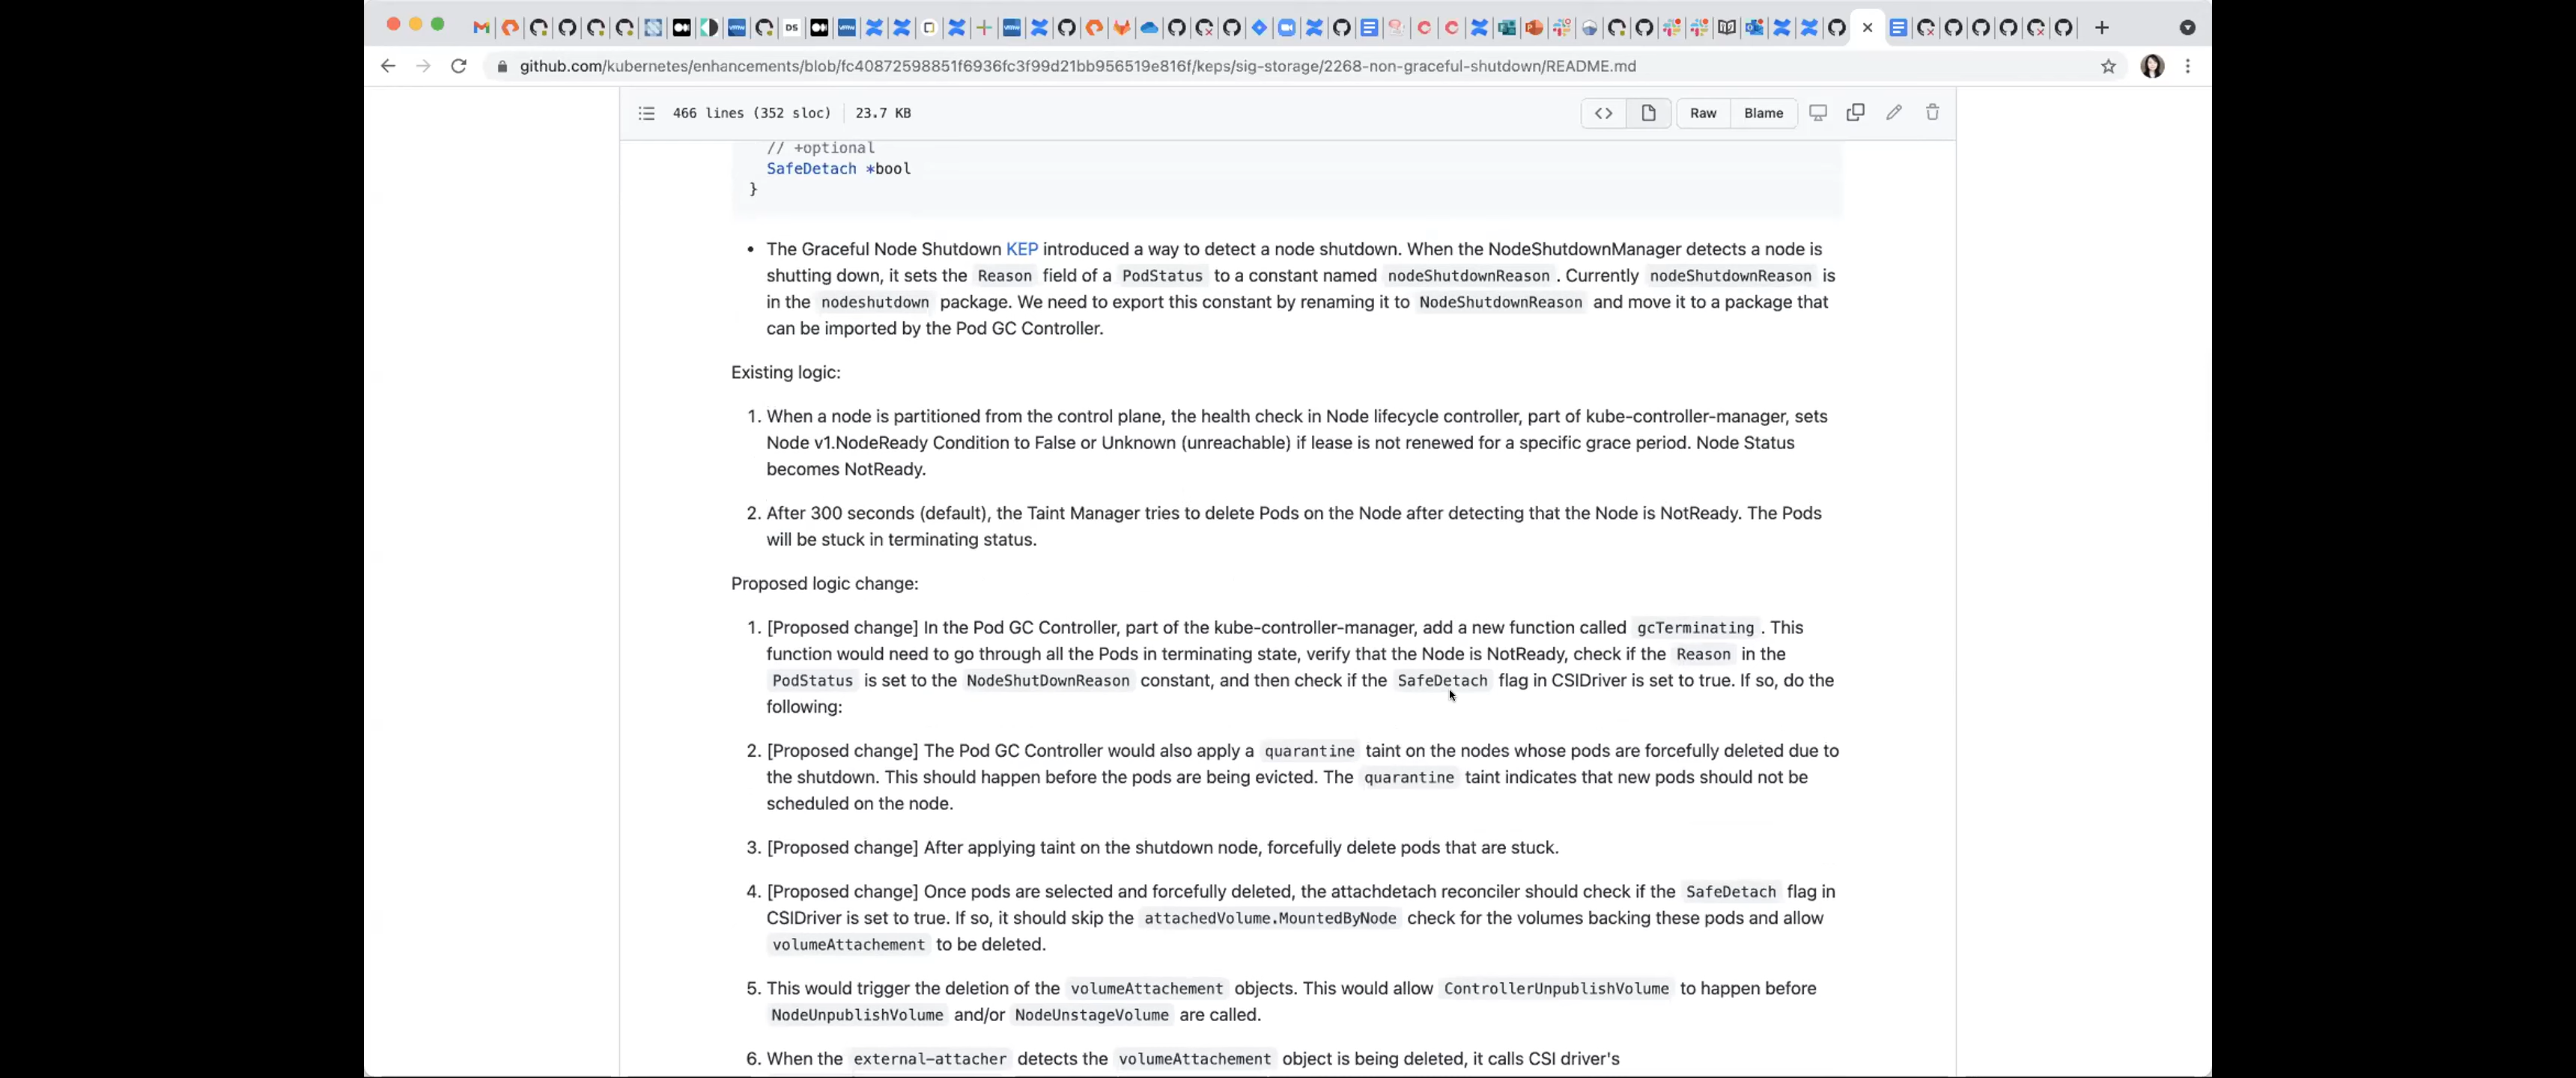 DS
vmw
vmw
vmw
github.com/kubernetes/enhancements/blob/fc40872598851f6936fc3f99d21bb956519e816f/keps/sig-storage/2268-non-graceful-shutdown/README.md
466 lines (352 sloc) 23.7 KB
Raw Blame
// +optional
SafeDetach *bool
}
• The Graceful Node Shutdown KEP introduced a way to detect a node shutdown. When the NodeShutdownManager detects a node is
shutting down, it sets the Reason field of a PodStatus to a constant named nodeShutdownReason . Currently nodeShutdownReason is
in the nodeshutdown package. We need to export this constant by renaming it to NodeShutdownReason and move it to a package that
can be imported by the Pod GC Controller.
Existing logic:
1. When a node is partitioned from the control plane, the health check in Node lifecycle controller, part of kube-controller-manager, sets
Node v1.NodeReady Condition to False or Unknown (unreachable) if lease is not renewed for a specific grace period. Node Status
becomes NotReady.
2. After 300 seconds (default), the Taint Manager tries to delete Pods on the Node after detecting that the Node is NotReady. The Pods
will be stuck in terminating status.
Proposed logic change:
1. [Proposed change] In the Pod GC Controller, part of the kube-controller-manager, add a new function called gcTerminating . This
function would need to go through all the Pods in terminating state, verify that the Node is NotReady, check if the Reason in the
PodStatus is set to the NodeShutDownReason constant, and then check if the SafeDetach flag in CSIDriver is set to true. If so, do the
following:
2. [Proposed change] The Pod GC Controller would also apply a quarantine taint on the nodes whose pods are forcefully deleted due to
the shutdown. This should happen before the pods are being evicted. The quarantine taint indicates that new pods should not be
scheduled on the node.
3. [Proposed change] After applying taint on the shutdown node, forcefully delete pods that are stuck.
4. [Proposed change] Once pods are selected and forcefully deleted, the attachdetach reconciler should check if the SafeDetach flag in
CSIDriver is set to true. If so, it should skip the attachedVolume.MountedByNode check for the volumes backing these pods and allow
volumeAttachement to be deleted.
5. This would trigger the deletion of the volumeAttachement objects. This would allow ControllerUnpublishVolume to happen before
NodeUnpublishVolume and/or NodeUnstageVolume are called.
6. When the external-attacher detects the volumeAttachement object is being deleted, it calls CSI driver's